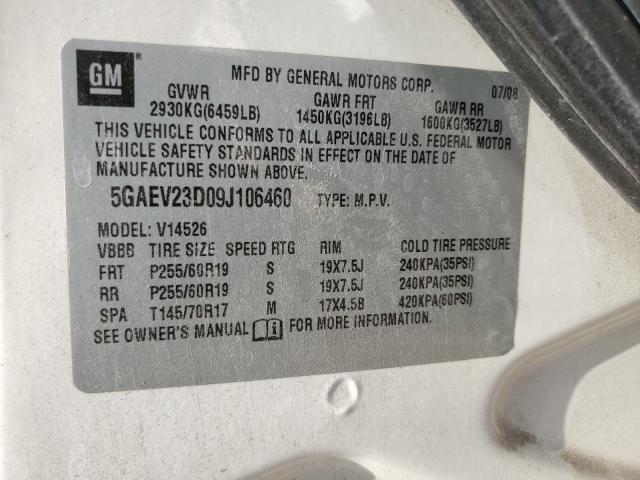 GM
MFD BY GENERAL MOTORS CORP. 07/08
GVWR GAWR FRT GAWR RR
2930KG(6459LB) 1450KG(3196LB) 1600KG(3527LB)
THIS VEHICLE CONFORMS TO ALL APPLICABLE U.S. FEDERAL MOTOR
VEHICLE SAFETY STANDARDS IN EFFECT ON THE DATE OF
MANUFACTURE SHOWN ABOVE.
5GAEV23D09J106460 TYPE: M.P.V.
MODEL: V14526
VBBB TIRE SIZE SPEED RTG RIM COLD TIRE PRESSURE
FRT P255/60R19 S 19X7.5J 240KPA(35PSI)
RR P255/60R19 S 19X7.5J 240KPA(35PSI)
SPA T145/70R17 M 17X4.5B 420KPA(60PSI)
SEE OWNER'S MANUAL FOR MORE INFORMATION.